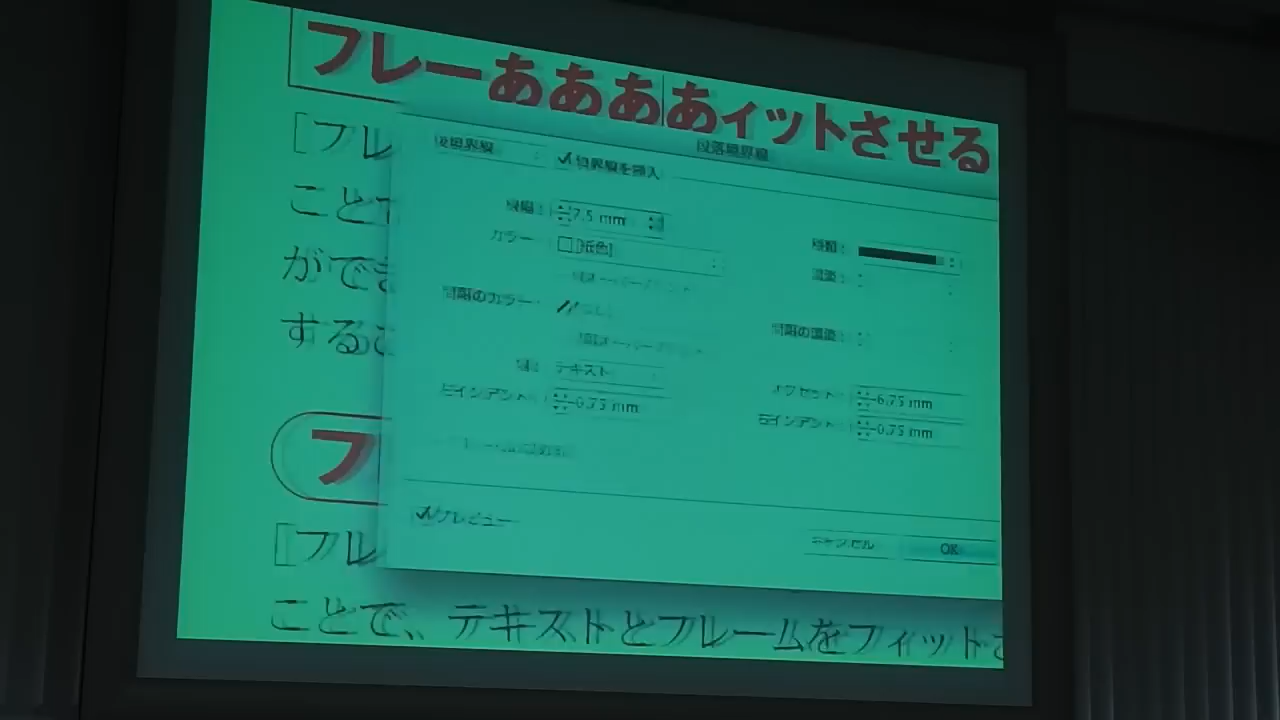 フレーああああィットさせる
［フレ
段落境界線
境界線を挿入
ことで
線幅：
7.5 mm
種類：
カラー：
[紙色]
ができ
濃淡：
間隔のカラー：
するこ
間隔の濃淡：
幅：
テキスト
左インデント：
-0.75 mm
オフセット：
-6.75 mm
右インデント：
-0.75 mm
フ
プレビュー
キャンセル
OK
［フレ
ことで、テキストとフレームをフィットさ